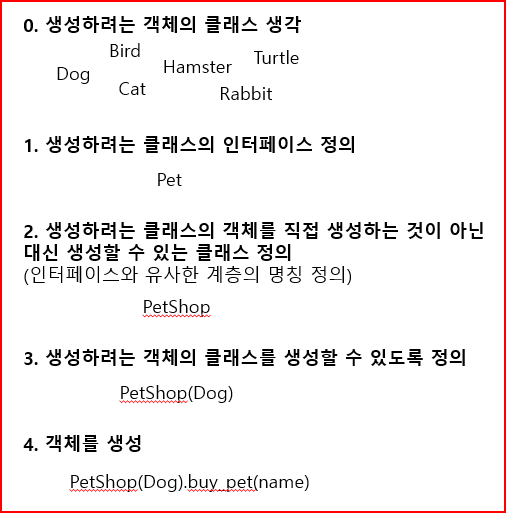 0. 생성하려는 객체의 클래스 생각
Bird
Dog
Hamster
Turtle
Cat
Rabbit
1. 생성하려는 클래스의 인터페이스 정의
Pet
2. 생성하려는 클래스의 객체를 직접 생성하는 것이 아닌
대신 생성할 수 있는 클래스 정의
(인터페이스와 유사한 계층의 명칭 정의)
PetShop
3. 생성하려는 객체의 클래스를 생성할 수 있도록 정의
PetShop(Dog)
4. 객체를 생성
PetShop(Dog).buy_pet(name)